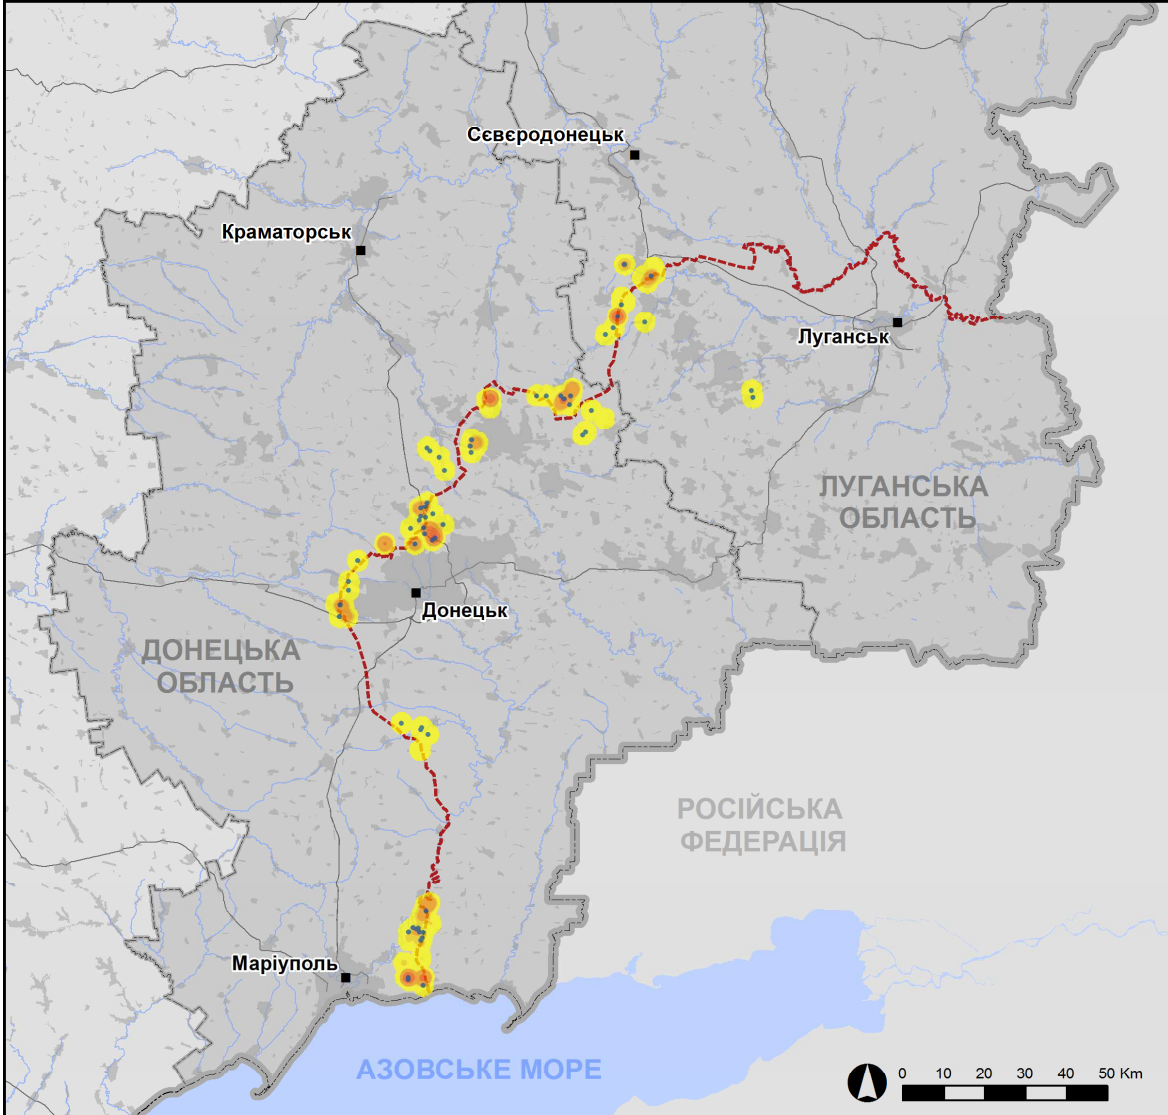 Сєвєродонецьк
Краматорськ
Луганськ
ЛУГАНСЬКА
ОБЛАСТЬ
Донецьк
ДОНЕЦЬКА
ОБЛАСТЬ
РОСІЙСЬКА
ФЕДЕРАЦІЯ
Маріуполь
АЗОВСЬКЕ МОРЕ
0 10 20 30 40 50 Km